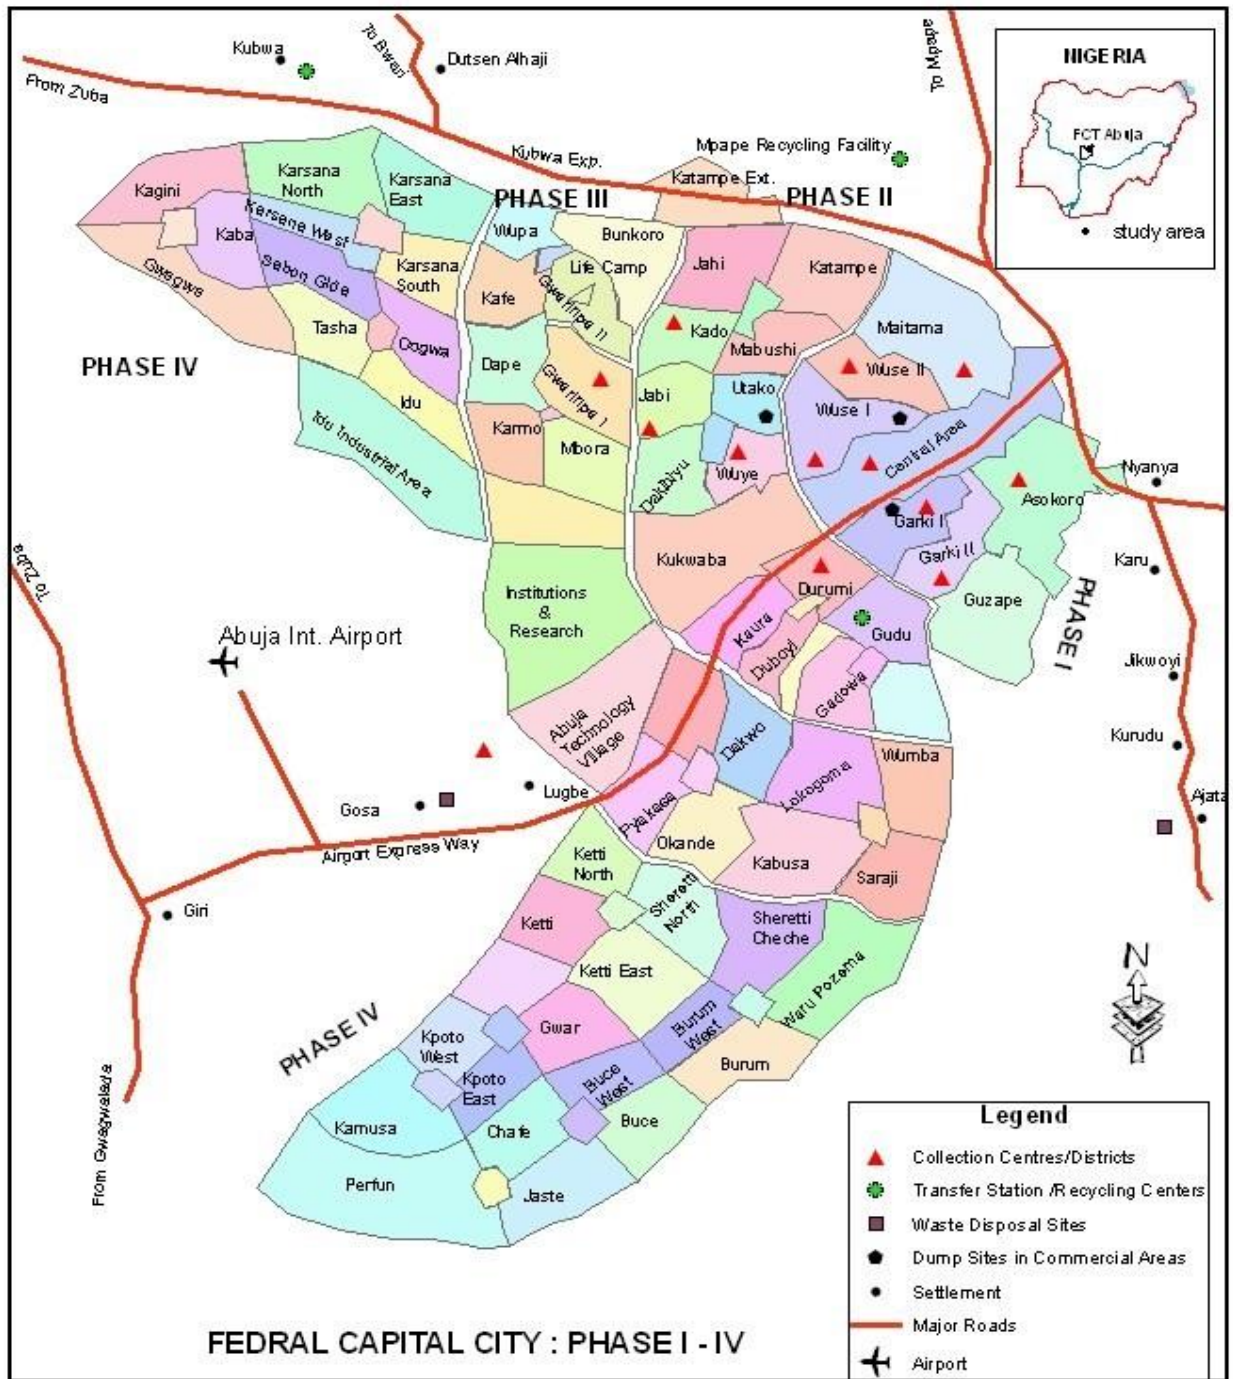 Kubwa
To Bwari
Dutsen Alhaji
To Mpape
NIGERIA
FCT Abuja
study area
From Zuba
Kubwa Exp.
Mpape Recycling Facility
Katampe Ext.
PHASE III
PHASE II
Karsana
North
Karsana
East
Kagini
Karsana West
Kaba
Wupa
Bunkoro
Life Camp
Jahi
Katampe
Gwagwa
Karsana
South
Kafe
Gwariripa II
Tasha
Dogwa
Kado
Mabushi
Maitama
PHASE IV
Dape
Gwariripa I
Jabi
Utako
Wuse II
Idu
Wuse I
Karmo
Mbora
Central Area
Idu Industrial Area
Dakibiyu
Wuye
Nyanya
Asokoro
Garki I
Garki II
To Zuba
Kukwaba
Durumi
Karu
Institutions
&
Research
Guzape
PHASE I
Kaura
Gudu
Abuja Int. Airport
Duboyi
Jikwoyi
Gadowa
Abuja
Technology
Village
Dakwo
Kurudu
Wumba
Lokogoma
Lugbe
Gosa
Pyakasa
Ajata
Airport Express Way
Okande
Ketti
North
Kabusa
Saraji
Giri
Sheretti
North
Ketti
Sheretti
Cheche
Ketti East
Waru Pozema
N
Gwar
Burum
West
Kpoto
West
PHASE IV
Burum
Buce
West
Kpoto
East
From Gwagwalada
Kamusa
Chafe
Buce
Perfun
Jaste
Legend
Collection Centres/Districts
Transfer Station /Recycling Centers
Waste Disposal Sites
Dump Sites in Commercial Areas
Settlement
Major Roads
Airport
FEDRAL CAPITAL CITY : PHASE I - IV